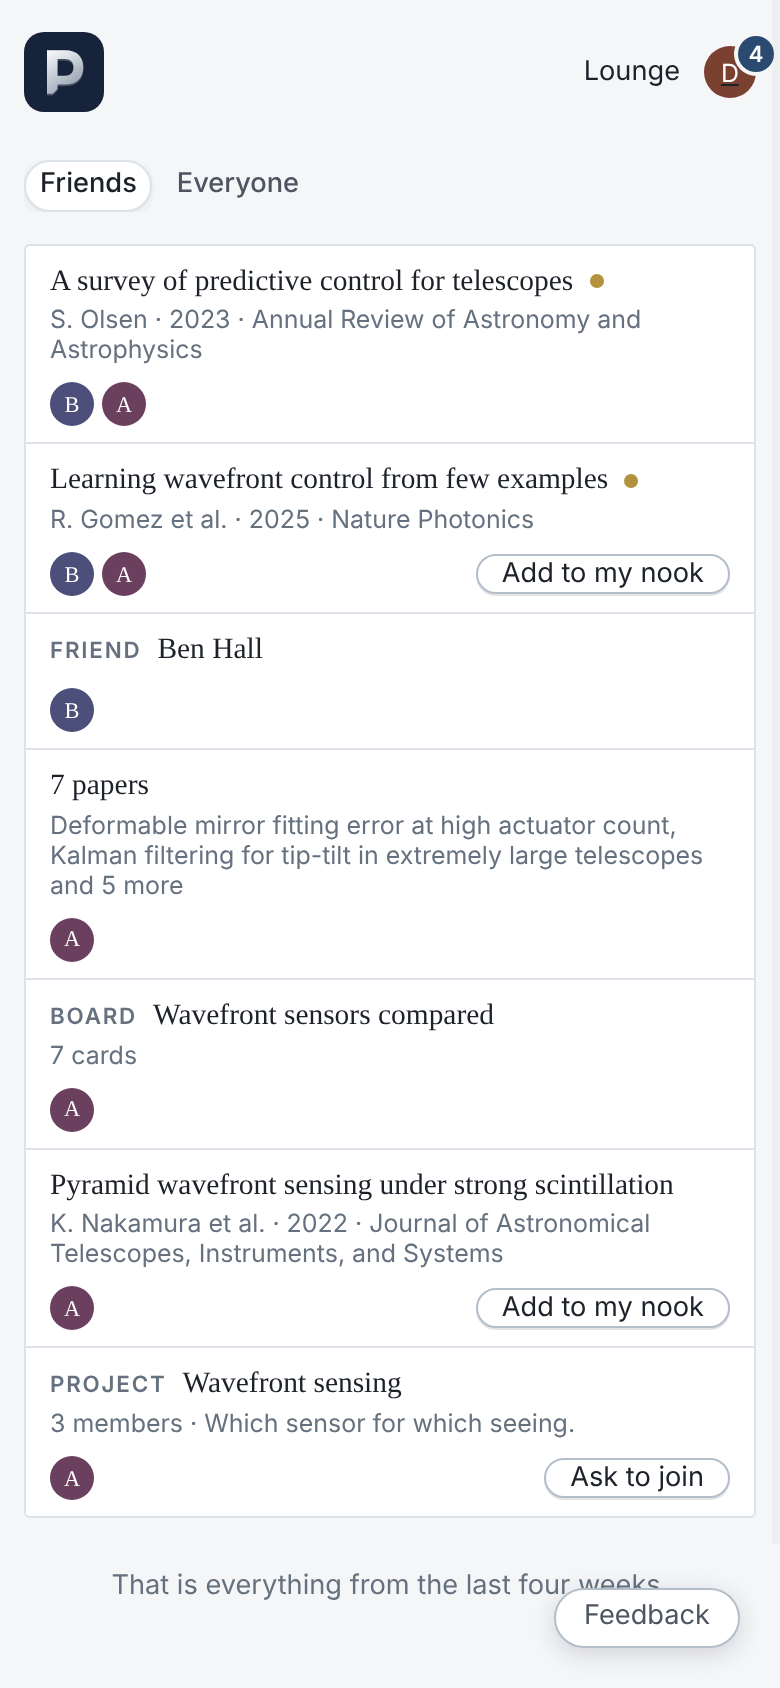 P
Lounge
D
4
Friends
Everyone
A survey of predictive control for telescopes
S. Olsen · 2023 · Annual Review of Astronomy and
Astrophysics
B A
Learning wavefront control from few examples
R. Gomez et al. · 2025 · Nature Photonics
B A
Add to my nook
FRIEND Ben Hall
B
7 papers
Deformable mirror fitting error at high actuator count,
Kalman filtering for tip-tilt in extremely large telescopes
and 5 more
A
BOARD Wavefront sensors compared
7 cards
A
Pyramid wavefront sensing under strong scintillation
K. Nakamura et al. · 2022 · Journal of Astronomical
Telescopes, Instruments, and Systems
A
Add to my nook
PROJECT Wavefront sensing
3 members · Which sensor for which seeing.
A
Ask to join
That is everything from the last four weeks
Feedback